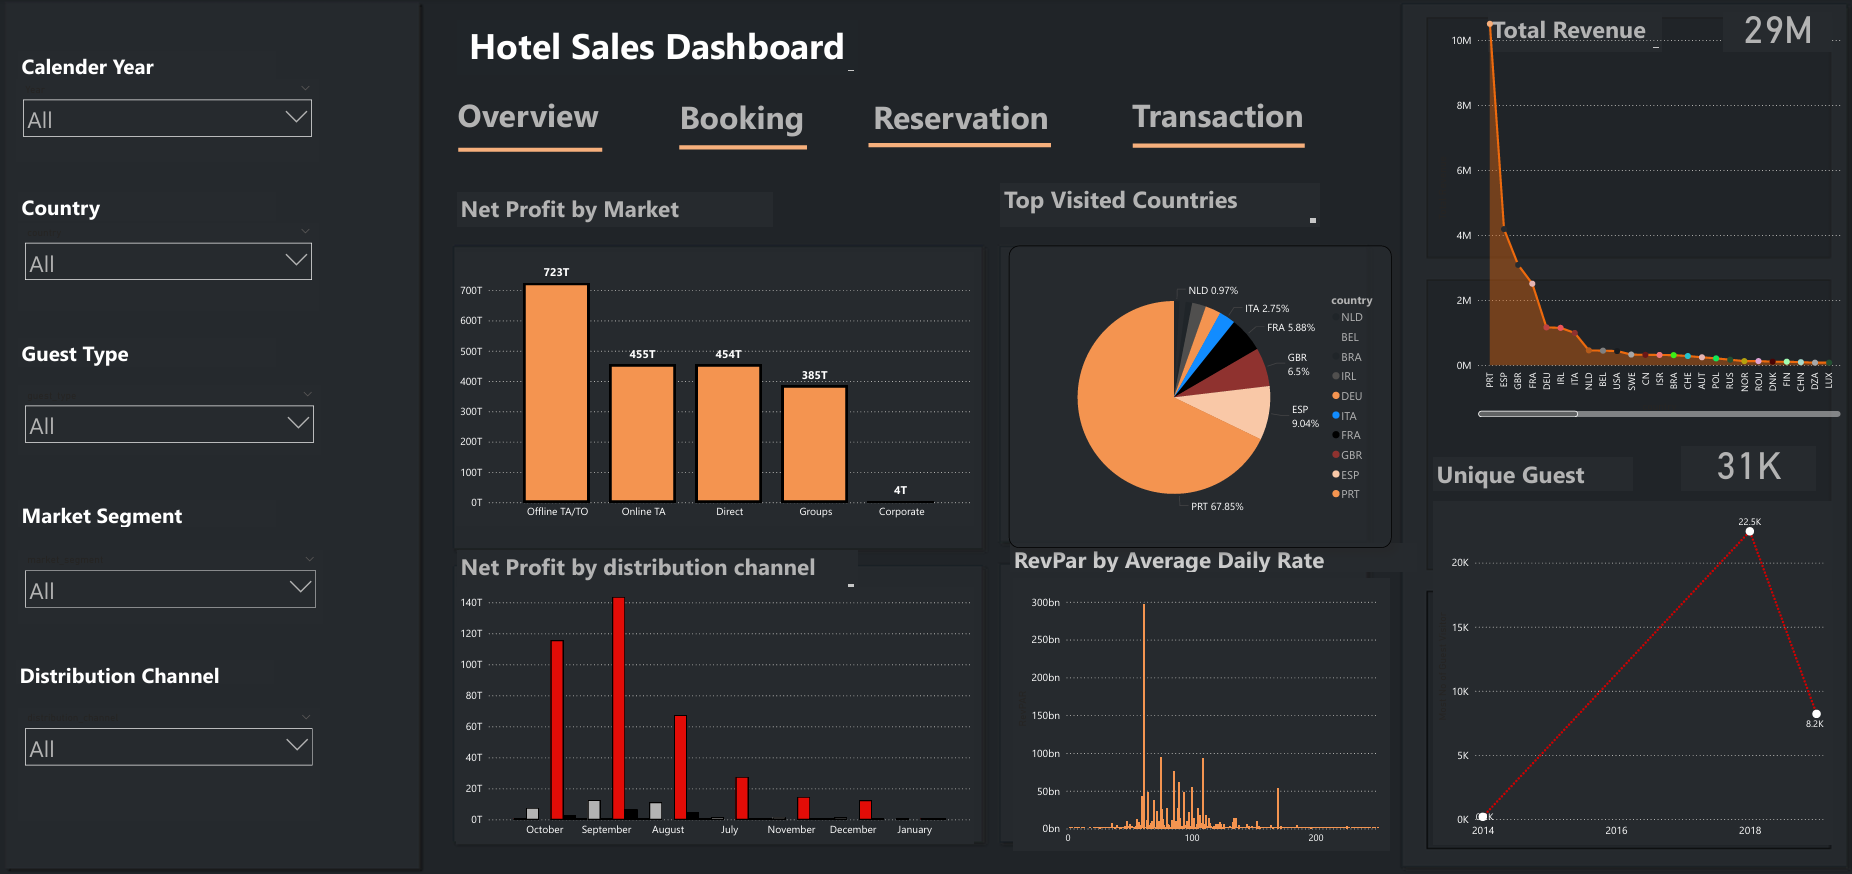 Hotel Sales Dashboard
Overview
Booking
Reservation
Transaction
Calender Year
All
Country
All
Guest Type
All
Market Segment
All
Distribution Channel
All
Net Profit by Market
700T
600T
500T
400T
300T
200T
100T
0T
723T
455T
454T
385T
4T
Offline TA/TO
Online TA
Direct
Groups
Corporate
Top Visited Countries
NLD 0.97%
ITA 2.75%
FRA 5.88%
GBR
6.5%
ESP
9.04%
PRT 67.85%
country
NLD
BEL
BRA
IRL
DEU
ITA
FRA
GBR
ESP
PRT
Net Profit by distribution channel
140T
120T
100T
80T
60T
40T
20T
0T
October
September
August
July
November
December
January
RevPar by Average Daily Rate
300bn
250bn
200bn
150bn
100bn
50bn
0bn
0
100
200
Total Revenue
29M
10M
8M
6M
4M
2M
0M
PRT
ESP
GBR
FRA
DEU
IRL
ITA
NLD
BEL
USA
SWE
CN
ISR
BRA
CHE
AUT
POL
RUS
NOR
ROU
DNK
FIN
CHN
DZA
LUX
Unique Guest
31K
20K
15K
10K
5K
0K
22.5K
8.2K
2014
2016
2018